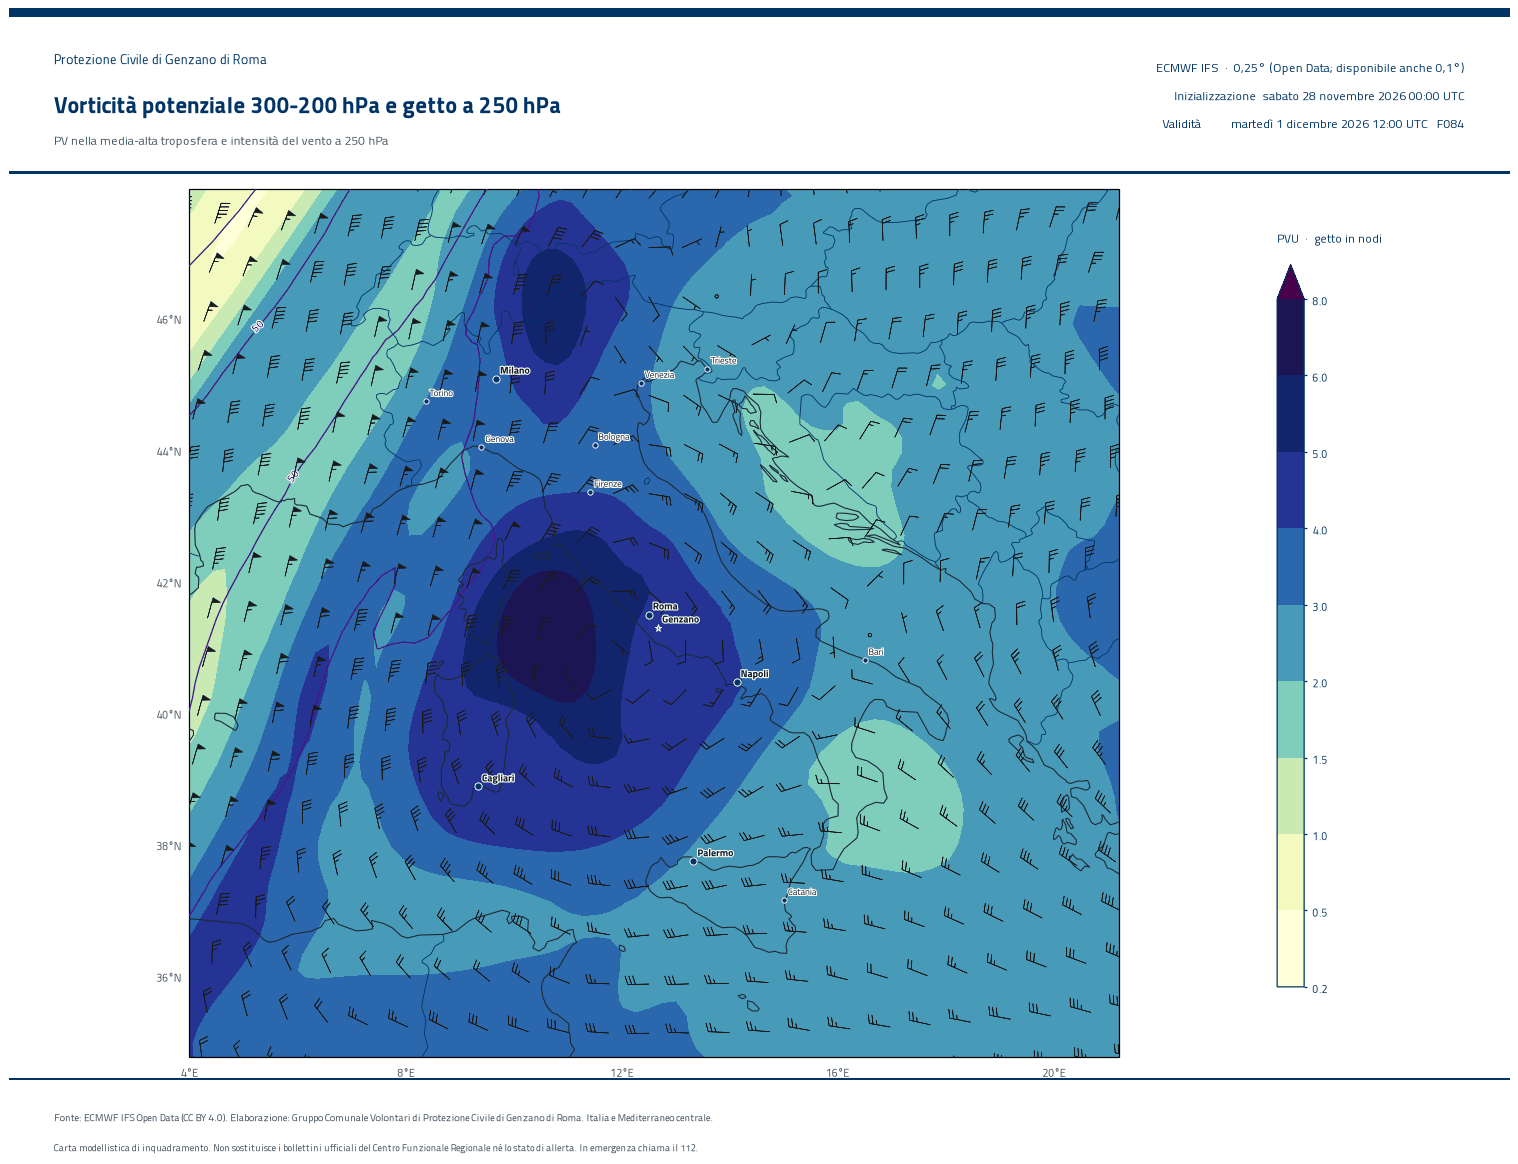 Protezione Civile di Genzano di Roma
Vorticità potenziale 300-200 hPa e getto a 250 hPa
PV nella media-alta troposfera e intensità del vento a 250 hPa
ECMWF IFS · 0,25° (Open Data; disponibile anche 0,1°)
Inizializzazione sabato 28 novembre 2026 00:00 UTC
Validità martedì 1 dicembre 2026 12:00 UTC F084
PVU · getto in nodi
8.0
6.0
5.0
4.0
3.0
2.0
1.5
1.0
0.5
0.2
46°N
44°N
42°N
40°N
38°N
36°N
4°E
8°E
12°E
16°E
20°E
50
50
Milano
Torino
Venezia
Trieste
Genova
Bologna
Firenze
Roma
Genzano
Napoli
Bari
Cagliari
Palermo
Catania
Fonte: ECMWF IFS Open Data (CC BY 4.0). Elaborazione: Gruppo Comunale Volontari di Protezione Civile di Genzano di Roma. Italia e Mediterraneo centrale.
Carta modellistica di inquadramento. Non sostituisce i bollettini ufficiali del Centro Funzionale Regionale né lo stato di allerta. In emergenza chiama il 112.